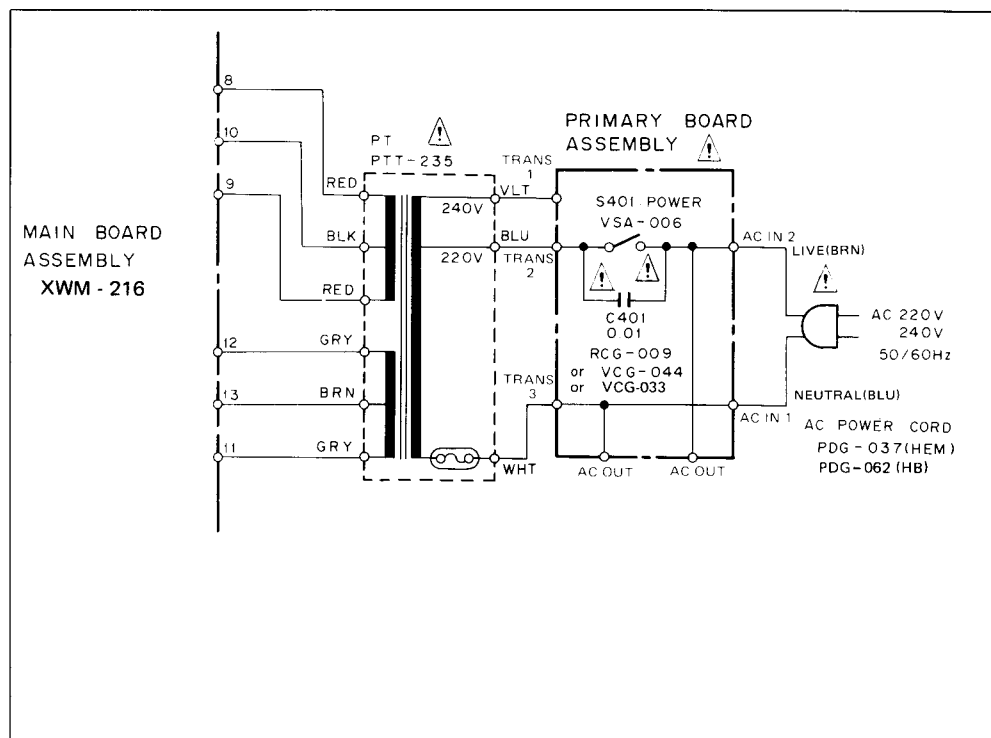 8
10
9
MAIN BOARD
ASSEMBLY
XWM-216
12
13
11
RED
BLK
RED
GRY
BRN
GRY
PT
PTT-235
240V
220V
TRANS
1
VLT
BLU
TRANS
2
TRANS
3
WHT
PRIMARY BOARD
ASSEMBLY
S401 POWER
VSA-006
C401
0.01
RCG-009
or VCG-044
or VCG-033
AC OUT
AC OUT
AC IN 2
LIVE(BRN)
AC 220V
240V
50/60Hz
NEUTRAL(BLU)
AC IN 1
AC POWER CORD
PDG-037(HEM)
PDG-062(HB)